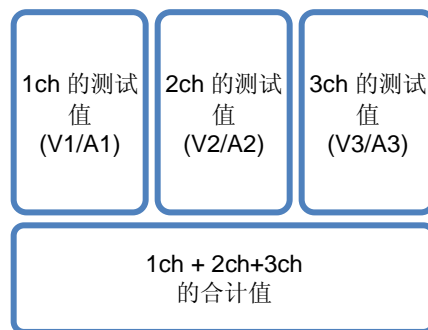 1ch 的测试
值
(V1/A1)
2ch 的测试
值
(V2/A2)
3ch 的测试
值
(V3/A3)
1ch + 2ch+3ch
的合计值